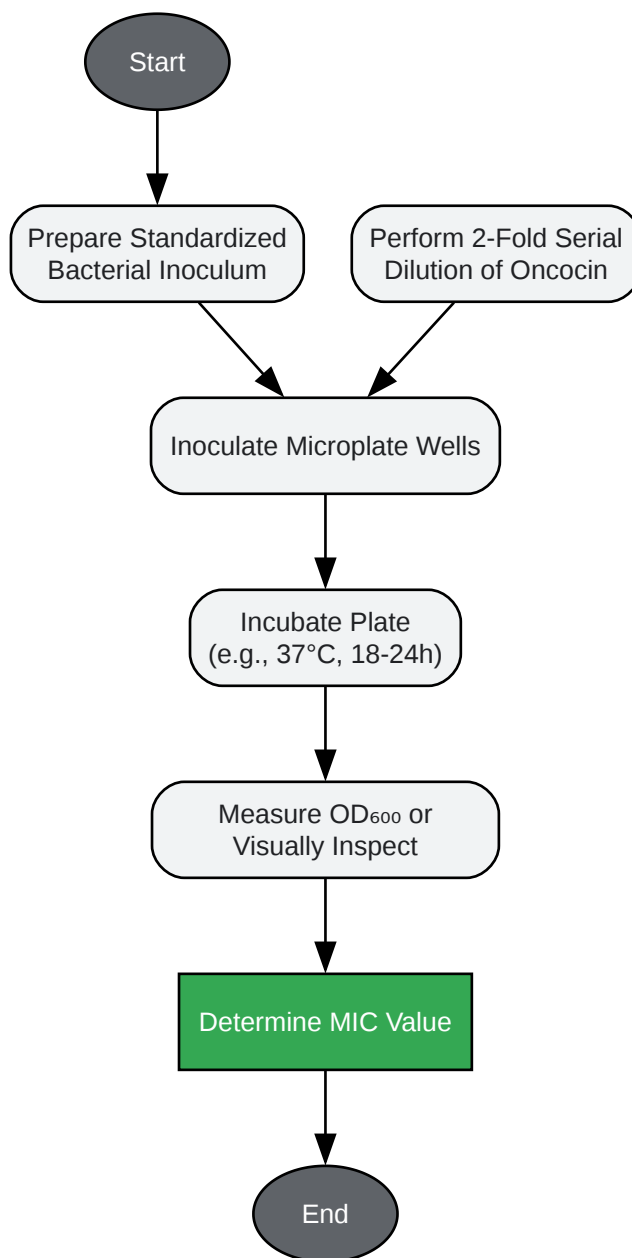 Start
Prepare Standardized
Bacterial Inoculum
Perform 2-Fold Serial
Dilution of Oncocin
Inoculate Microplate Wells
Incubate Plate
(e.g., 37°C, 18-24h)
Measure OD₆₀₀ or
Visually Inspect
Determine MIC Value
End